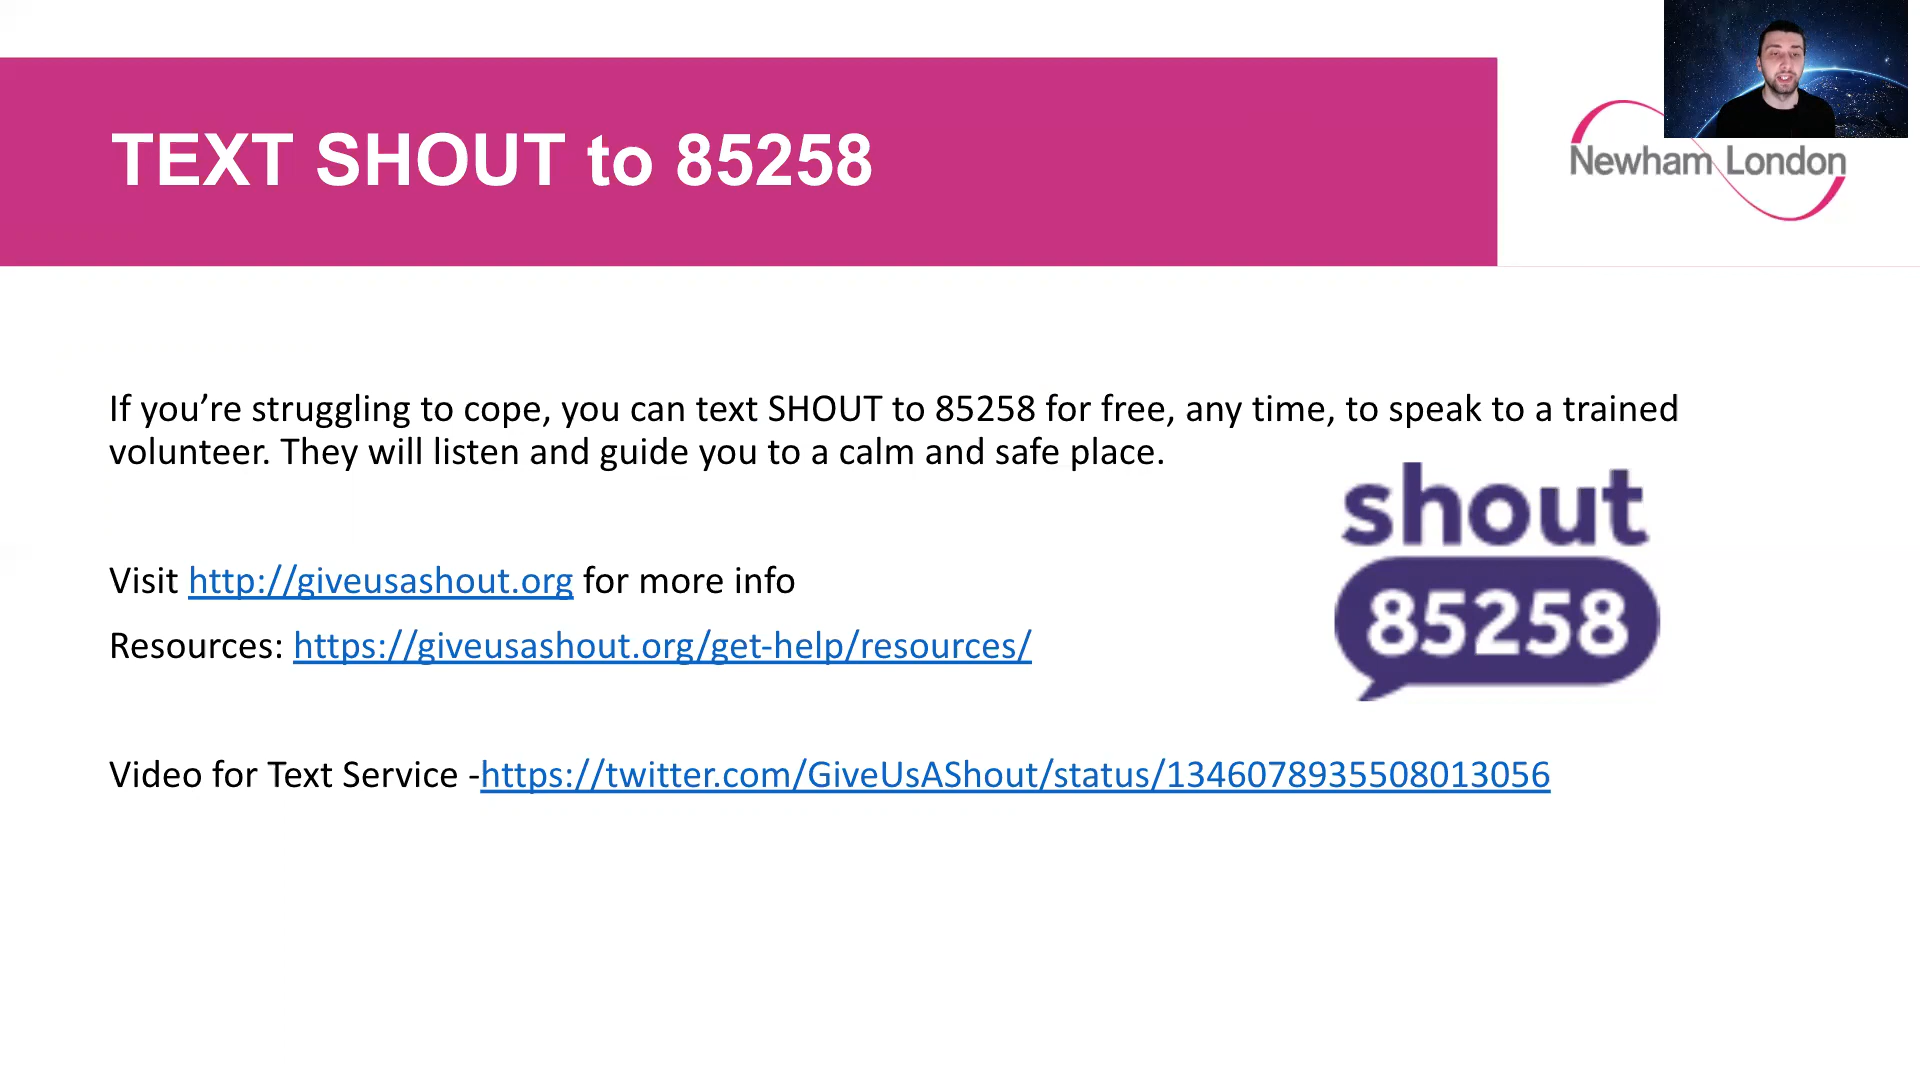 TEXT SHOUT to 85258
Newham London
If you’re struggling to cope, you can text SHOUT to 85258 for free, any time, to speak to a trained
volunteer. They will listen and guide you to a calm and safe place.
shout
85258
Visit http://giveusashout.org for more info
Resources: https://giveusashout.org/get-help/resources/
Video for Text Service -https://twitter.com/GiveUsAShout/status/1346078935508013056